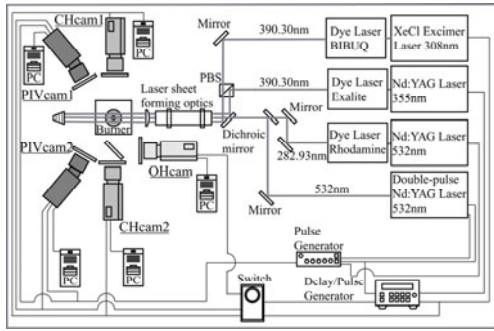 CHcam1
PC
PC
PIVcam1
Mirror
390.30nm
Dye Laser
BIBUQ
XeCl Excimer
Laser 308nm
PBS
390.30nm
Dye Laser
Exalite
Nd:YAG Laser
355nm
Laser sheet
forming optics
Mirror
Burner
Dichroic
mirror
Dye Laser
Rhodamine
Nd:YAG Laser
532nm
282.93nm
PIVcam2
OHcam
PC
532nm
Double-pulse
Nd:YAG Laser
532nm
Mirror
CHcam2
PC
PC
Pulse
Generator
Switch
Delay/Pulse
Generator